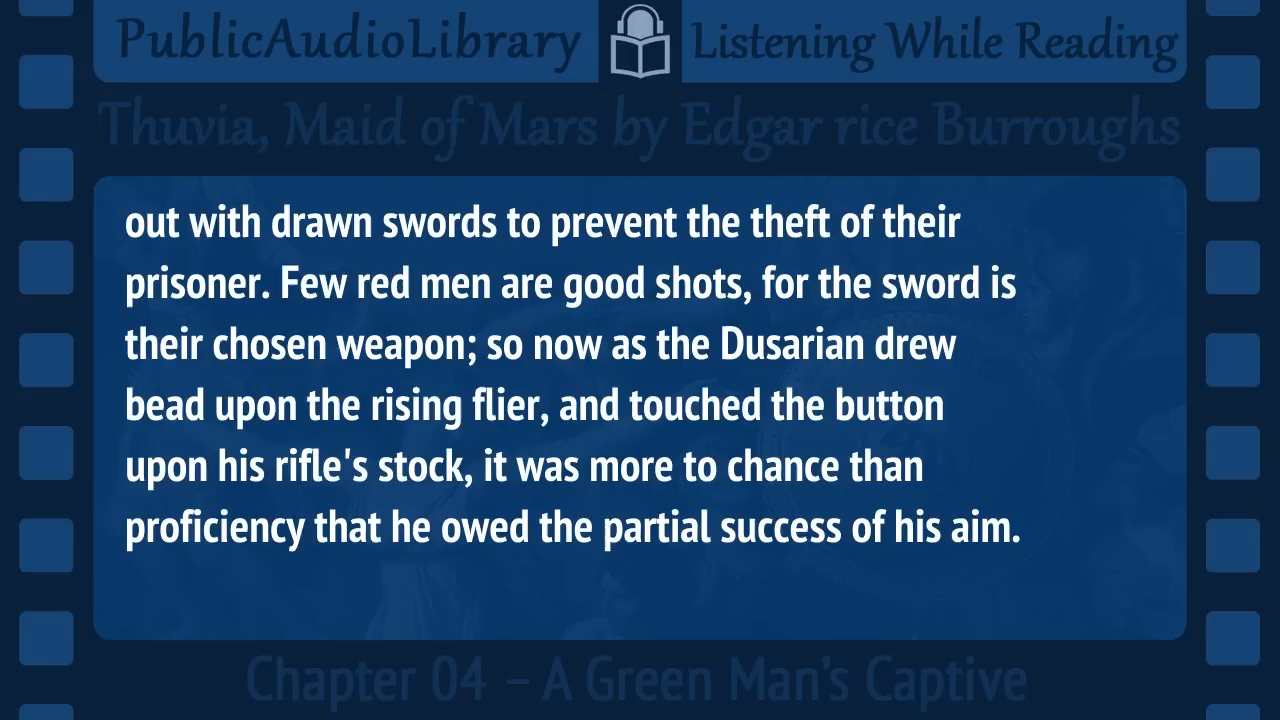 PublicAudioLibrary Listening While Reading
Thuvia, Maid of Mars by Edgar rice Burroughs
out with drawn swords to prevent the theft of their
prisoner. Few red men are good shots, for the sword is
their chosen weapon; so now as the Dusarian drew
bead upon the rising flier, and touched the button
upon his rifle's stock, it was more to chance than
proficiency that he owed the partial success of his aim.
Chapter 04 – A Green Man’s Captive